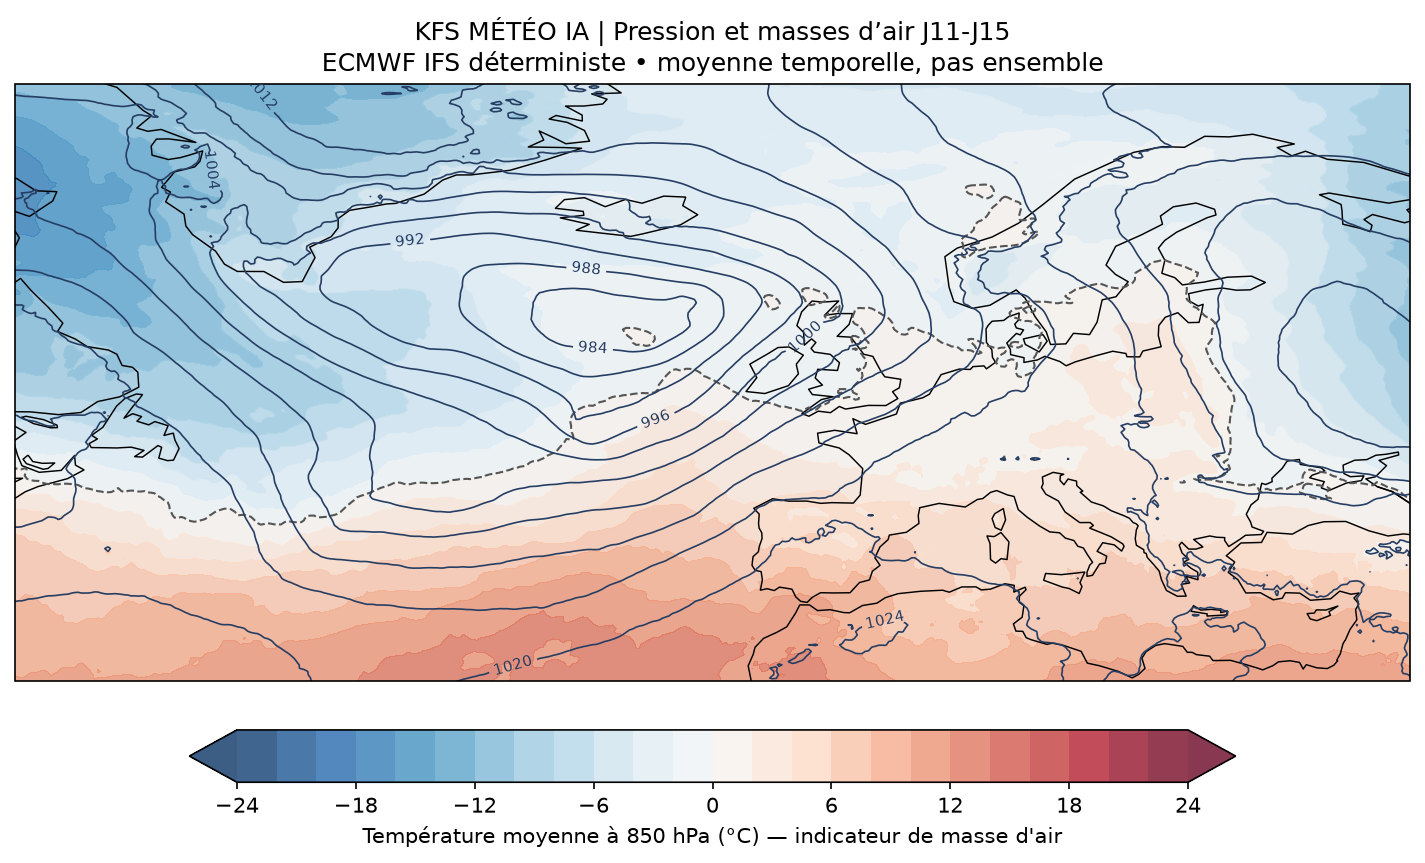 KFS MÉTÉO IA | Pression et masses d’air J11-J15
ECMWF IFS déterministe • moyenne temporelle, pas ensemble
1012
1004
992
988
984
1000
996
1024
1020
−24 −18 −12 −6 0 6 12 18 24
Température moyenne à 850 hPa (°C) — indicateur de masse d'air